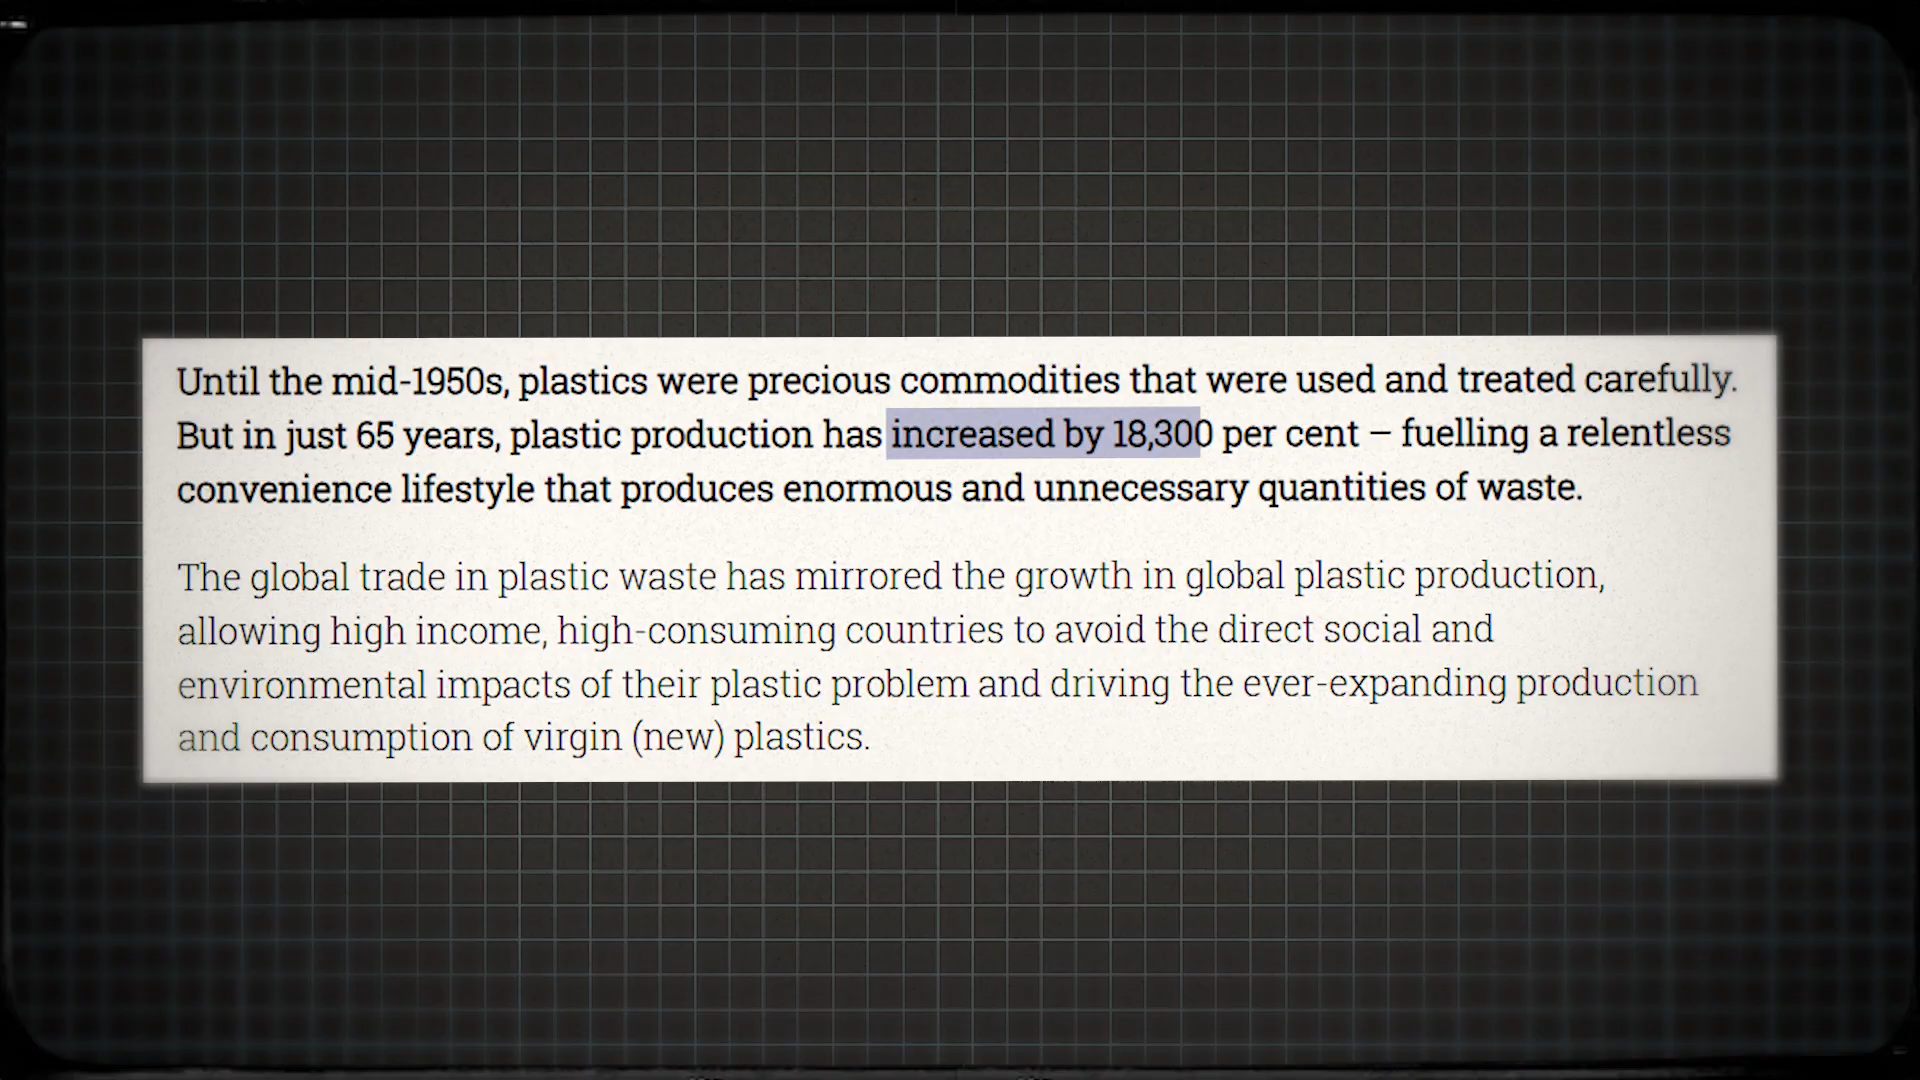 Until the mid-1950s, plastics were precious commodities that were used and treated carefully.
But in just 65 years, plastic production has increased by 18,300 per cent – fuelling a relentless
convenience lifestyle that produces enormous and unnecessary quantities of waste.
The global trade in plastic waste has mirrored the growth in global plastic production,
allowing high income, high-consuming countries to avoid the direct social and
environmental impacts of their plastic problem and driving the ever-expanding production
and consumption of virgin (new) plastics.